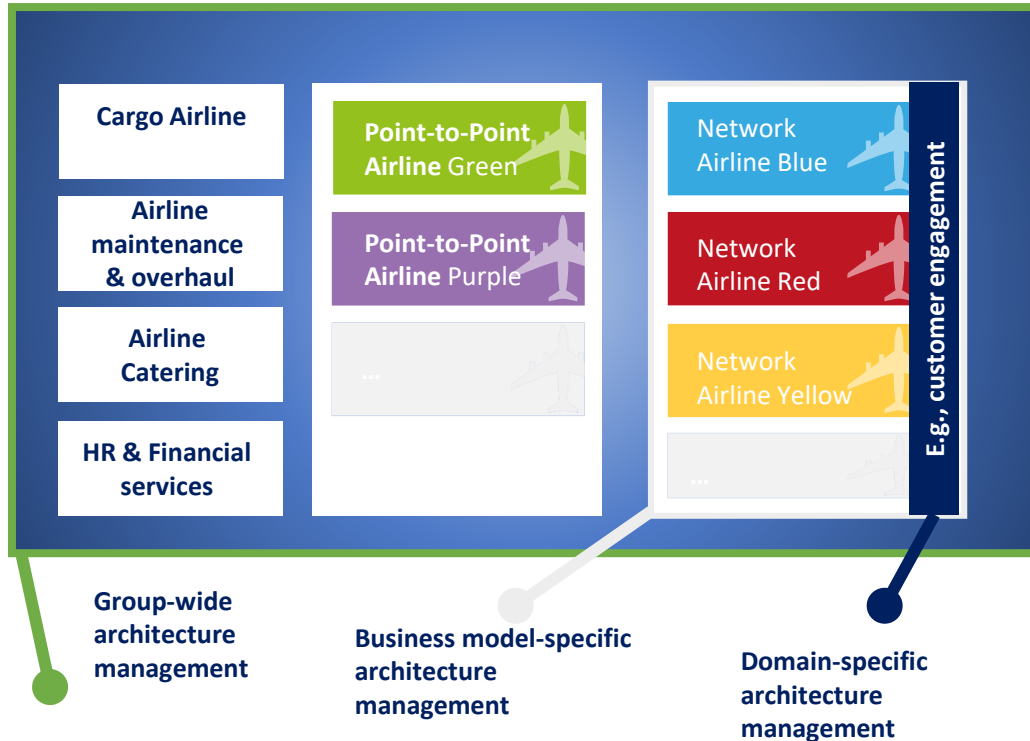 Cargo Airline
Airline
maintenance
& overhaul
Airline
Catering
HR & Financial
services
Point-to-Point
Airline Green
Point-to-Point
Airline Purple
...
Network
Airline Blue
Network
Airline Red
Network
Airline Yellow
...
E.g., customer engagement
Group-wide
architecture
management
Business model-specific
architecture
management
Domain-specific
architecture
management